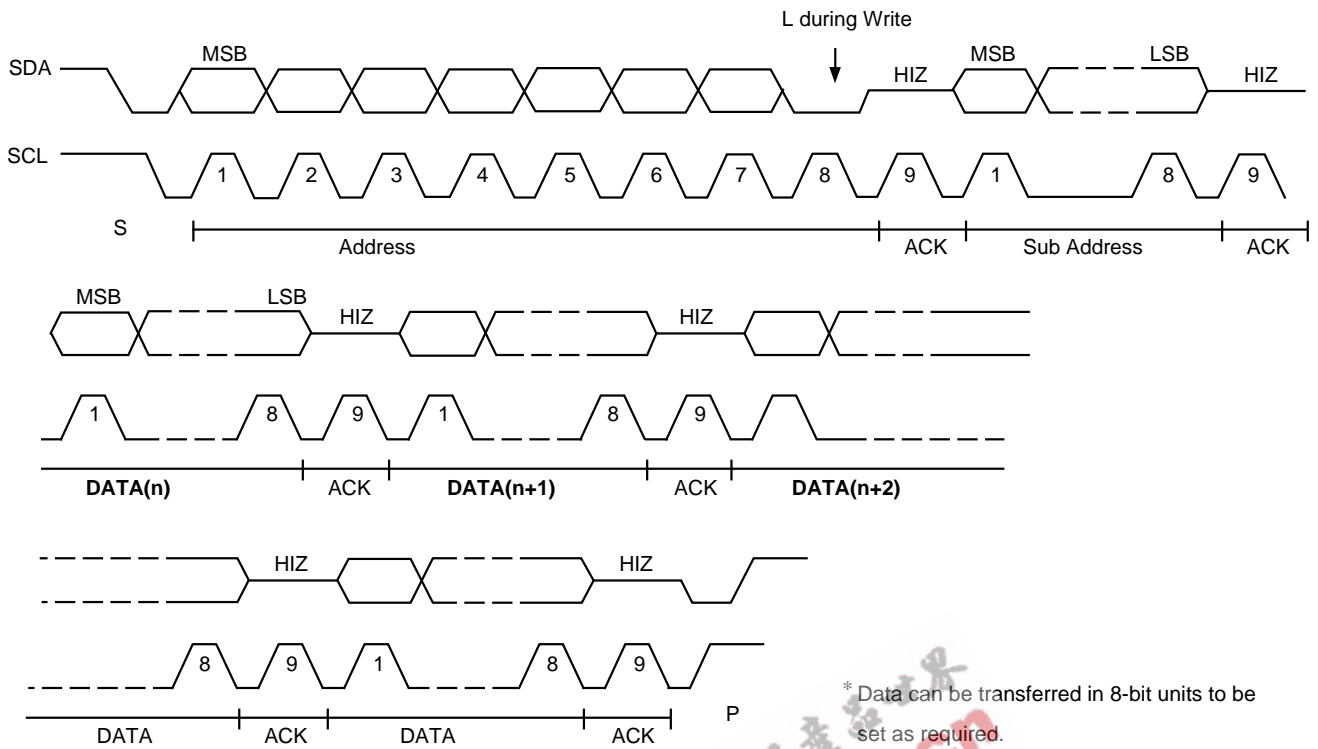 L during Write
SDA MSB HIZ MSB LSB HIZ
SCL 1 2 3 4 5 6 7 8 9 1 8 9
S Address ACK Sub Address ACK
MSB LSB HIZ HIZ
1 8 9 1 8 9
DATA(n) ACK DATA(n+1) ACK DATA(n+2)
HIZ HIZ
8 9 1 8 9
DATA ACK DATA ACK P
* Data can be transferred in 8-bit units to be
set as required.